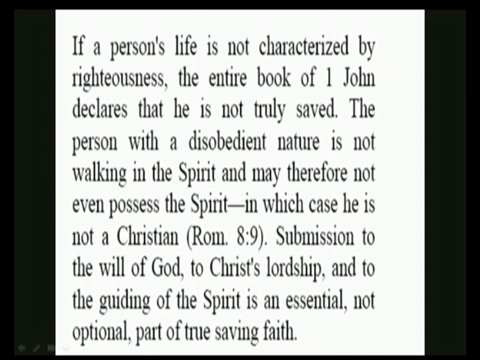 If a person's life is not characterized by
righteousness, the entire book of 1 John
declares that he is not truly saved. The
person with a disobedient nature is not
walking in the Spirit and may therefore not
even possess the Spirit—in which case he is
not a Christian (Rom. 8:9). Submission to
the will of God, to Christ's lordship, and to
the guiding of the Spirit is an essential, not
optional, part of true saving faith.